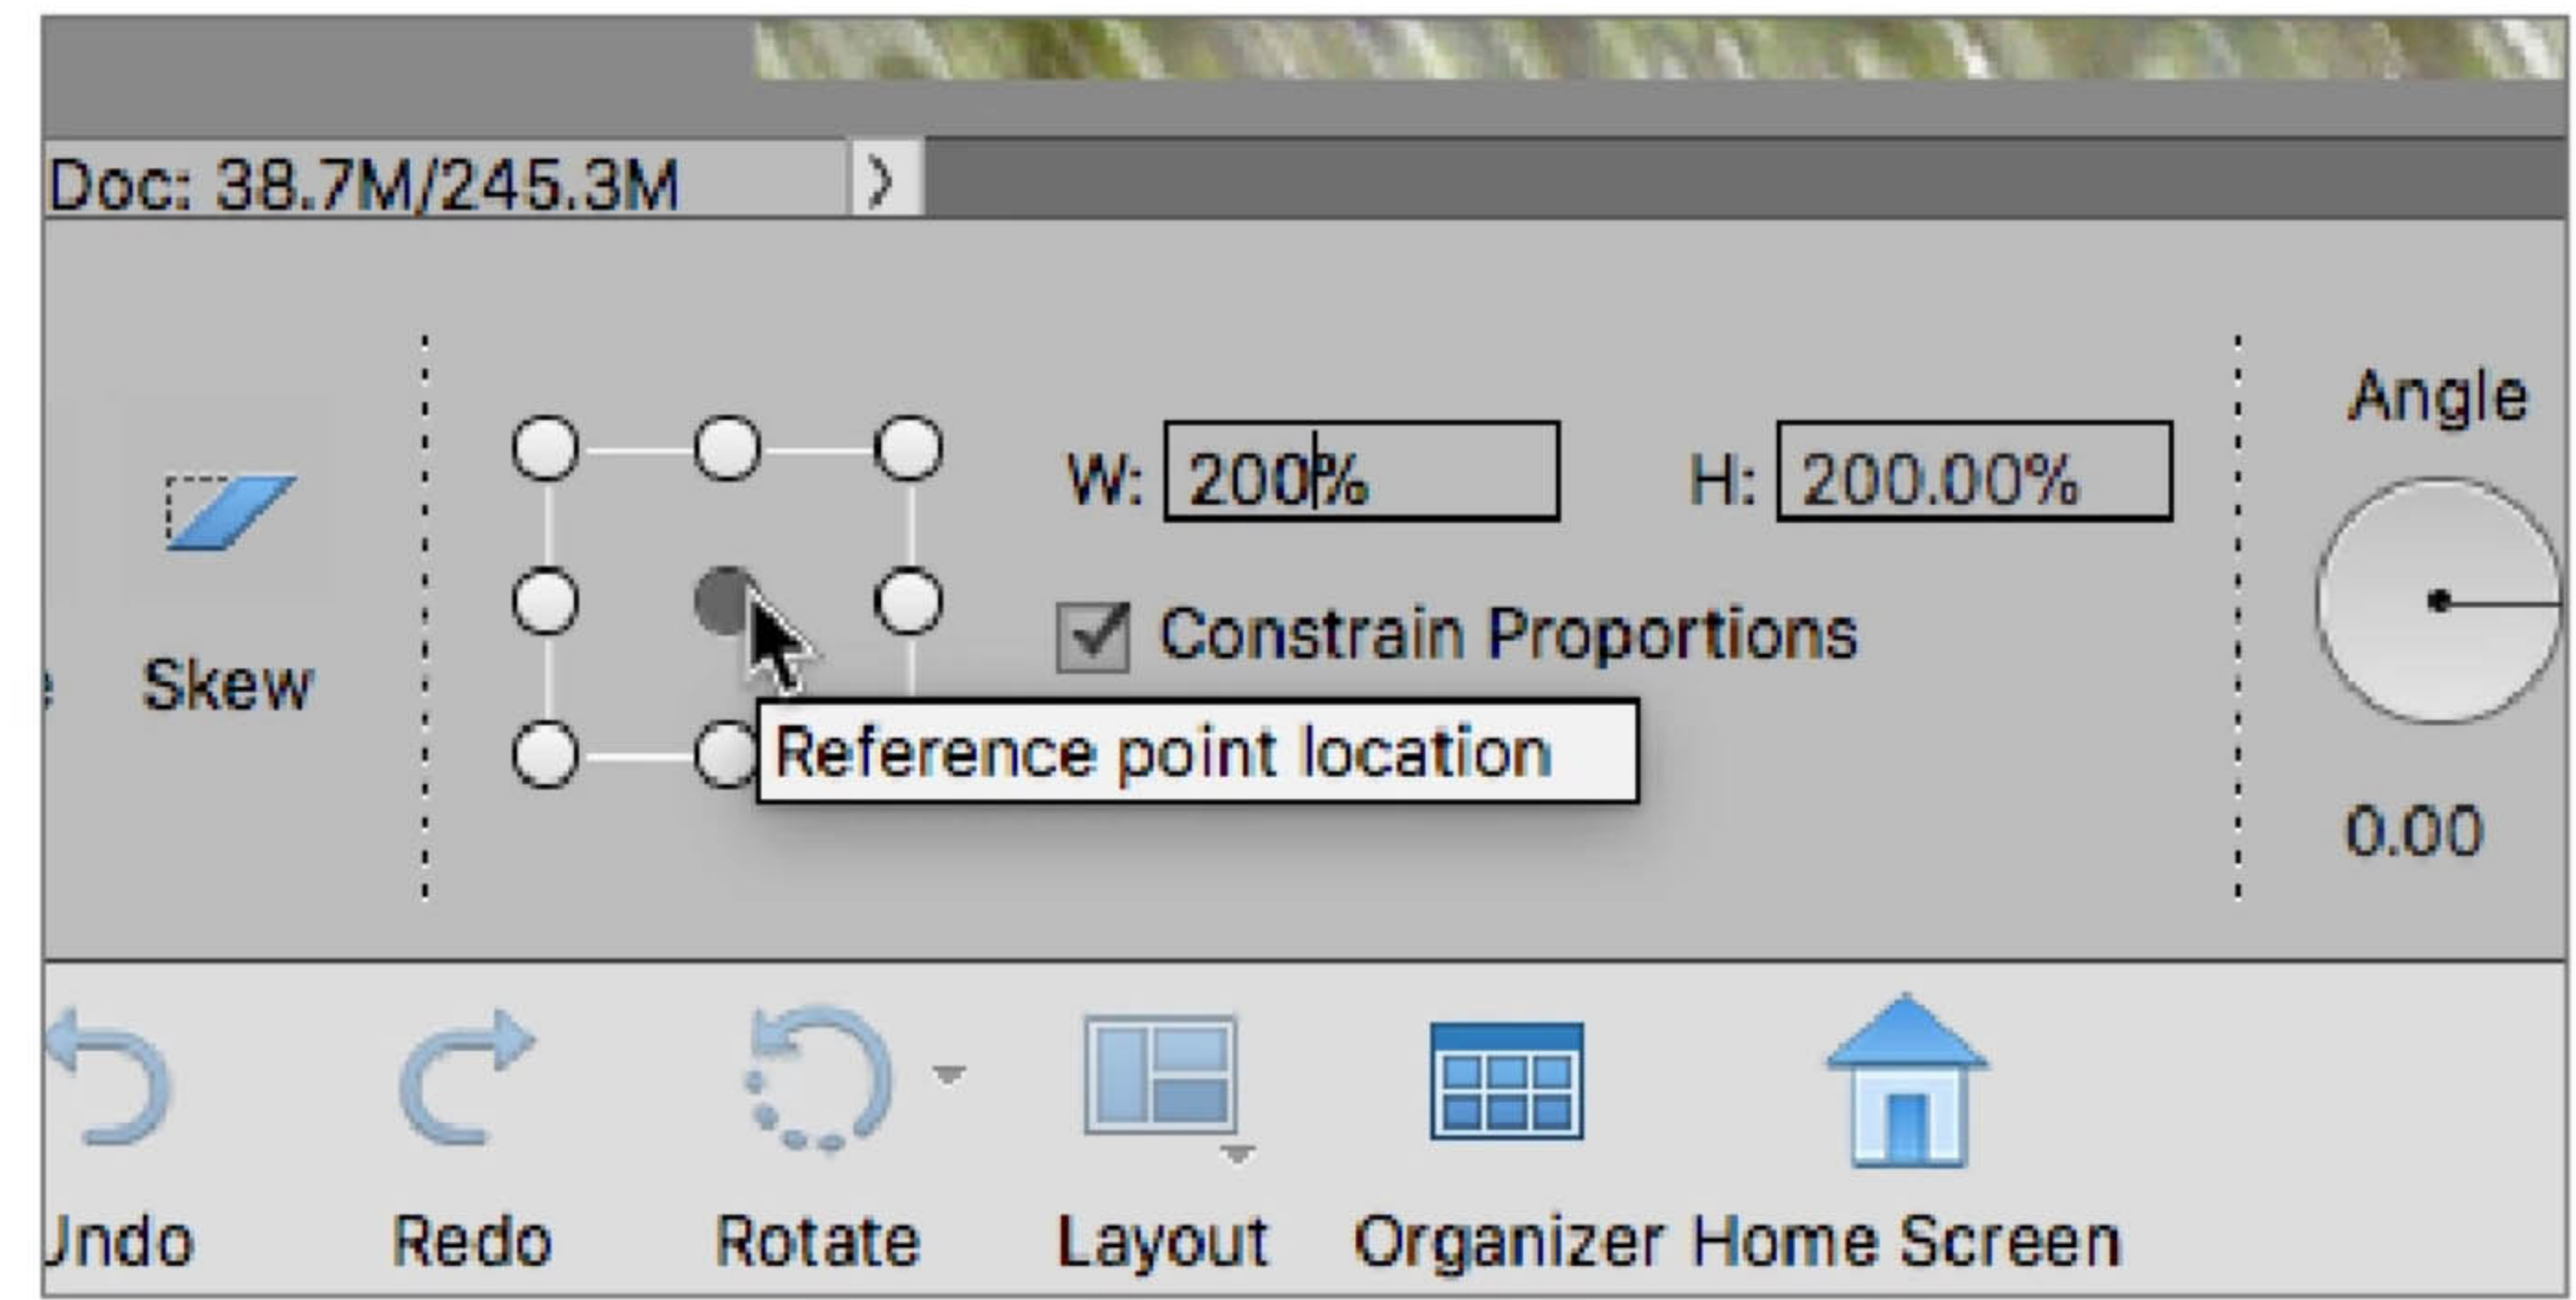 Doc: 38.7M/245.3M
Angle
W: 200% H: 200.00%
Constrain Proportions
Skew
Reference point location
0.00
Undo Redo Rotate Layout Organizer Home Screen